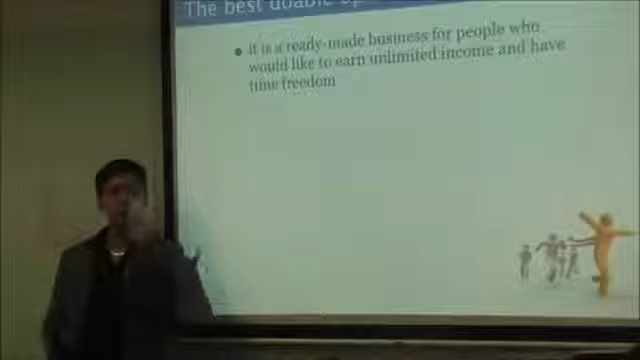 The best doable
it is a ready-made business for people who
would like to earn unlimited income and have
time freedom